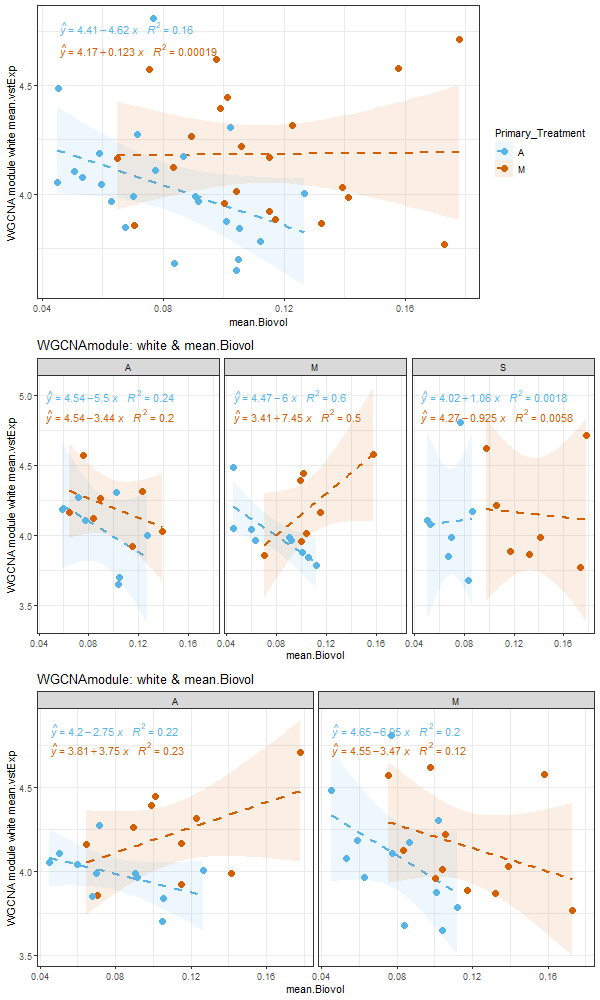 ŷ = 4.41 − 4.62 x R² = 0.16
ŷ = 4.17 + 0.123 x R² = 0.00019
4.5
4.0
WGCNA module white mean.vstExp
0.04 0.08 0.12 0.16
mean.Biovol
Primary_Treatment
A
M
WGCNAmodule: white & mean.Biovol
A M S
ŷ = 4.54 − 5.5 x R² = 0.24
ŷ = 4.54 − 3.44 x R² = 0.2
ŷ = 4.47 − 6 x R² = 0.6
ŷ = 3.41 + 7.45 x R² = 0.5
ŷ = 4.02 + 1.06 x R² = 0.0018
ŷ = 4.27 − 0.925 x R² = 0.0058
5.0
4.5
4.0
3.5
WGCNA module white mean.vstExp
0.04 0.08 0.12 0.16 0.04 0.08 0.12 0.16 0.04 0.08 0.12 0.16
mean.Biovol
WGCNAmodule: white & mean.Biovol
A M
ŷ = 4.2 − 2.75 x R² = 0.22
ŷ = 3.81 + 3.75 x R² = 0.23
ŷ = 4.65 − 6.95 x R² = 0.2
ŷ = 4.55 − 3.47 x R² = 0.12
4.5
4.0
3.5
WGCNA module white mean.vstExp
0.04 0.08 0.12 0.16 0.04 0.08 0.12 0.16
mean.Biovol